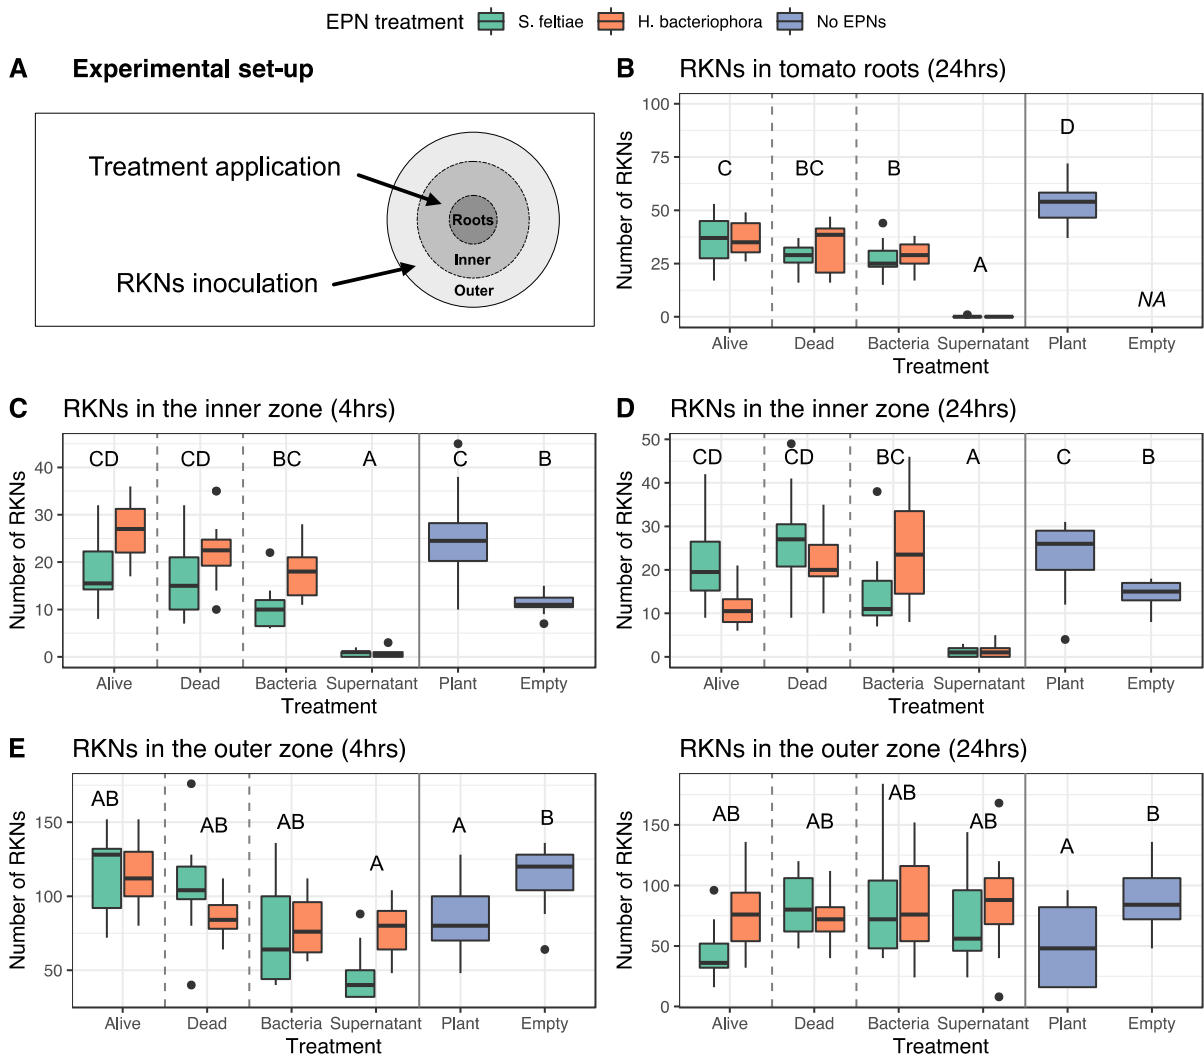 EPN treatment S. feltiae H. bacteriophora No EPNs
A Experimental set-up
Treatment application
RKNs inoculation
Roots
Inner
Outer
B RKNs in tomato roots (24hrs)
Number of RKNs
100
75
50
25
0
C BC B A D NA
Alive Dead Bacteria Supernatant Plant Empty
Treatment
C RKNs in the inner zone (4hrs)
Number of RKNs
40
30
20
10
0
CD CD BC A C B
Alive Dead Bacteria Supernatant Plant Empty
Treatment
D RKNs in the inner zone (24hrs)
Number of RKNs
50
40
30
20
10
0
CD CD BC A C B
Alive Dead Bacteria Supernatant Plant Empty
Treatment
E RKNs in the outer zone (4hrs)
Number of RKNs
150
100
50
AB AB AB A A B
Alive Dead Bacteria Supernatant Plant Empty
Treatment
RKNs in the outer zone (24hrs)
Number of RKNs
150
100
50
0
AB AB AB AB A B
Alive Dead Bacteria Supernatant Plant Empty
Treatment